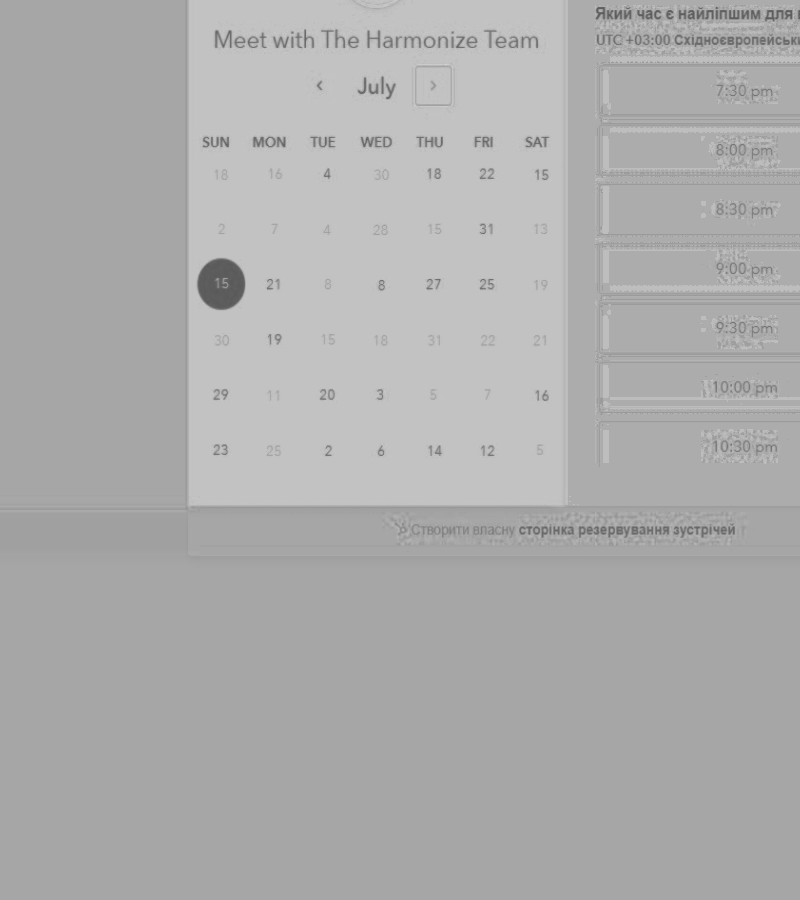 Meet with The Harmonize Team
‹ July ›
SUN MON TUE WED THU FRI SAT
18 16 4 30 18 22 15
2 7 4 28 15 31 13
15 21 8 8 27 25 19
30 19 15 18 31 22 21
29 11 20 3 5 7 16
23 25 2 6 14 12 5
Який час є найліпшим для
UTC +03:00 Східноєвропейськ
7:30 pm
8:00 pm
8:30 pm
9:00 pm
9:30 pm
10:00 pm
10:30 pm
Створити власну сторінка резервування зустрічей